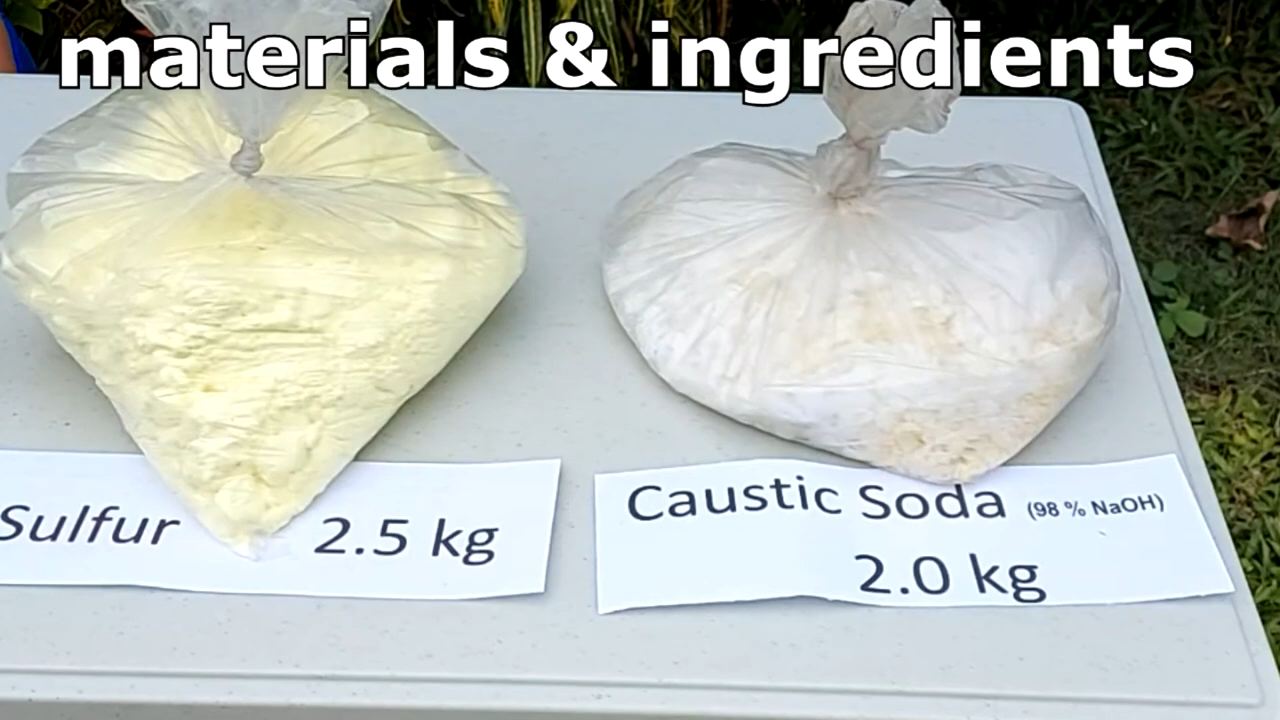 materials & ingredients
Sulfur 2.5 kg
Caustic Soda (98 % NaOH)
2.0 kg